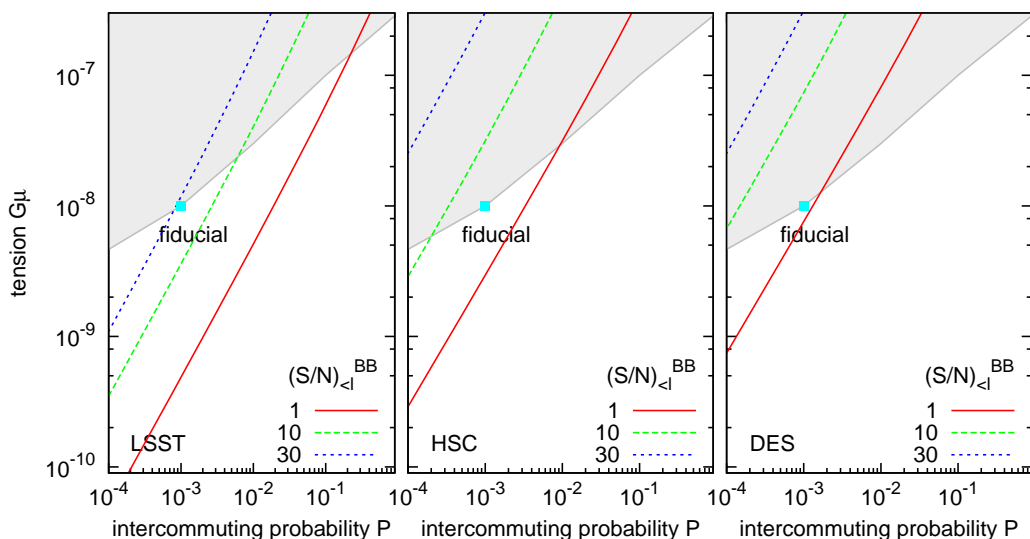 tension Gμ
10^-7
10^-8
10^-9
10^-10
fiducial
(S/N)_{<l}^{BB}
1
10
30
LSST
10^-4
10^-3
10^-2
10^-1
intercommuting probability P
fiducial
(S/N)_{<l}^{BB}
1
10
30
HSC
10^-4
10^-3
10^-2
10^-1
intercommuting probability P
fiducial
(S/N)_{<l}^{BB}
1
10
30
DES
10^-4
10^-3
10^-2
10^-1
intercommuting probability P